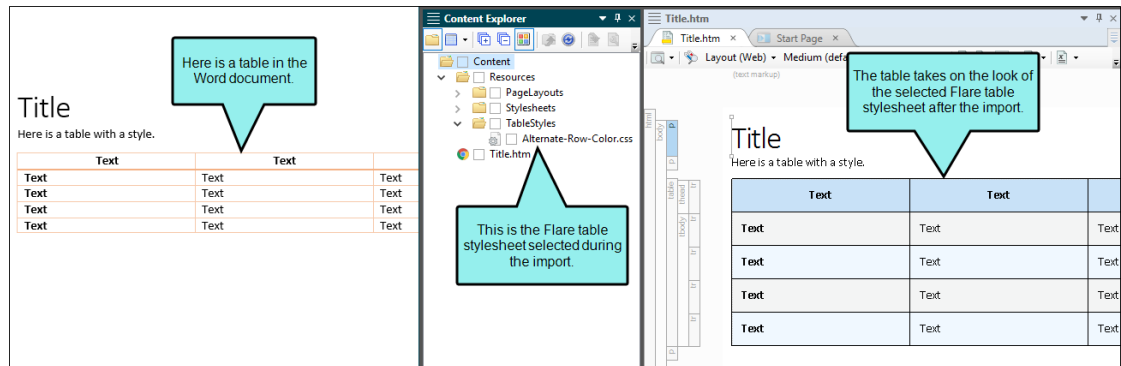 Here is a table in the
Word document.
Title
Here is a table with a style.
Text Text
Text Text Text
Text Text Text
Text Text Text
Text Text Text
Content Explorer
Content
Resources
PageLayouts
Stylesheets
TableStyles
Alternate-Row-Color.css
Title.htm
This is the Flare table
stylesheet selected during
the import.
Title.htm
Title.htm Start Page
Layout (Web) Medium (defa
(text markup)
The table takes on the look of
the selected Flare table
stylesheet after the import.
html
body
p
p
table
thead
tr
tbody
tr
tr
tr
tr
p
Title
Here is a table with a style.
Text Text
Text Text Text
Text Text Text
Text Text Text
Text Text Text